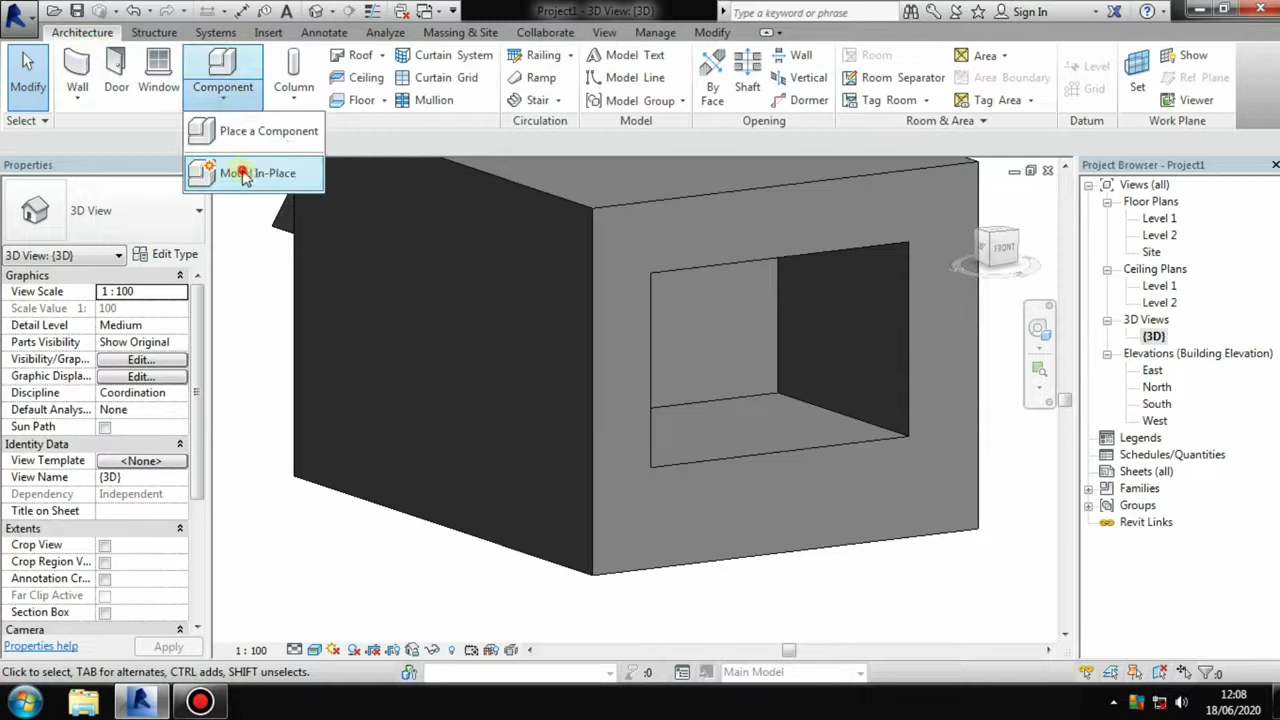 Project1 - 3D View: {3D}
Type a keyword or phrase
Sign In
Architecture
Structure
Systems
Insert
Annotate
Analyze
Massing & Site
Collaborate
View
Manage
Modify
Modify
Wall
Door
Window
Component
Column
Roof
Ceiling
Floor
Curtain System
Curtain Grid
Mullion
Railing
Ramp
Stair
Model Text
Model Line
Model Group
By
Face
Shaft
Wall
Vertical
Dormer
Room
Room Separator
Tag Room
Area
Area Boundary
Tag Area
Level
Grid
Set
Show
Ref Plane
Viewer
Select
Circulation
Model
Opening
Room & Area
Datum
Work Plane
Place a Component
Model In-Place
Properties
3D View
3D View: {3D}
Edit Type
Graphics
View Scale 1 : 100
Scale Value 1: 100
Detail Level Medium
Parts Visibility Show Original
Visibility/Grap... Edit...
Graphic Displa... Edit...
Discipline Coordination
Default Analys... None
Sun Path
Identity Data
View Template <None>
View Name {3D}
Dependency Independent
Title on Sheet
Extents
Crop View
Crop Region V...
Annotation Cr...
Far Clip Active
Section Box
Camera
Properties help
Apply
FRONT
Project Browser - Project1
Views (all)
Floor Plans
Level 1
Level 2
Site
Ceiling Plans
Level 1
Level 2
3D Views
{3D}
Elevations (Building Elevation)
East
North
South
West
Legends
Schedules/Quantities
Sheets (all)
Families
Groups
Revit Links
1 : 100
Click to select, TAB for alternates, CTRL adds, SHIFT unselects.
:0
Main Model
:0
12:08
18/06/2020